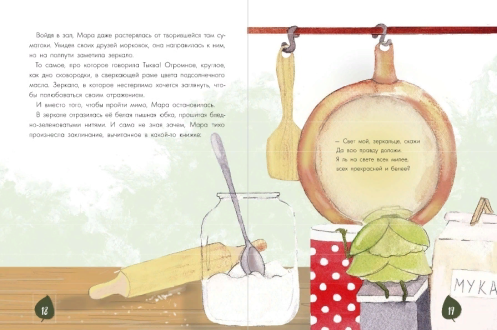 Войдя в зал, Мара даже растерялась от творившейся там су-
матохи. Увидев своих друзей морковок, она направилась к ним,
но на полпути заметила зеркало.
То самое, про которое говорила Тыква! Огромное, круглое,
как дно сковородки, в сверкающей раме цвета подсолнечного
масла. Зеркало, в которое нестерпимо хочется заглянуть, что-
бы полюбоваться своим отражением.
И вместо того, чтобы пройти мимо, Мара остановилась.
В зеркале отразилась её белая пышная юбка, прошитая блед-
но-зеленоватыми нитями. И сама не зная зачем, Мара тихо
произнесла заклинание, вычитанное в какой-то книжке:
– Свет мой, зеркальце, скажи
Да всю правду доложи.
Я ль на свете всех милее,
всех прекрасней и белее?
МУКА
18
19